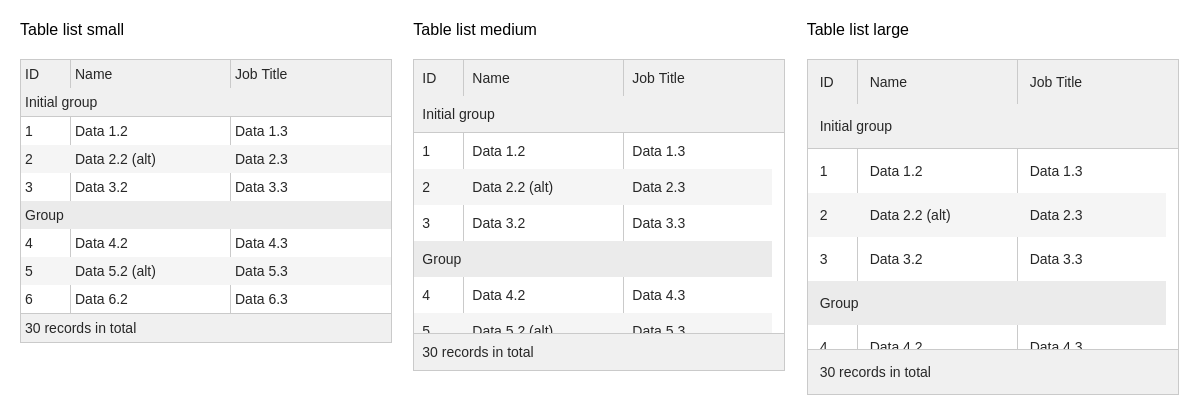 Table list small
ID Name Job Title
Initial group
1 Data 1.2 Data 1.3
2 Data 2.2 (alt) Data 2.3
3 Data 3.2 Data 3.3
Group
4 Data 4.2 Data 4.3
5 Data 5.2 (alt) Data 5.3
6 Data 6.2 Data 6.3
30 records in total
Table list medium
ID Name Job Title
Initial group
1 Data 1.2 Data 1.3
2 Data 2.2 (alt) Data 2.3
3 Data 3.2 Data 3.3
Group
4 Data 4.2 Data 4.3
5 Data 5.2 (alt) Data 5.3
30 records in total
Table list large
ID Name Job Title
Initial group
1 Data 1.2 Data 1.3
2 Data 2.2 (alt) Data 2.3
3 Data 3.2 Data 3.3
Group
4 Data 4.2 Data 4.3
30 records in total